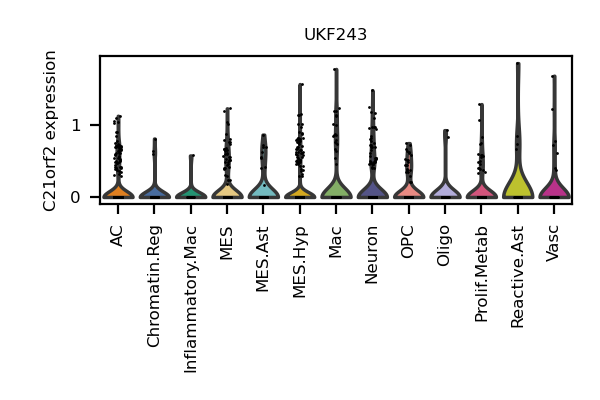 UKF243
C21orf2 expression
1
0
AC
Chromatin.Reg
Inflammatory.Mac
MES
MES.Ast
MES.Hyp
Mac
Neuron
OPC
Oligo
Prolif.Metab
Reactive.Ast
Vasc